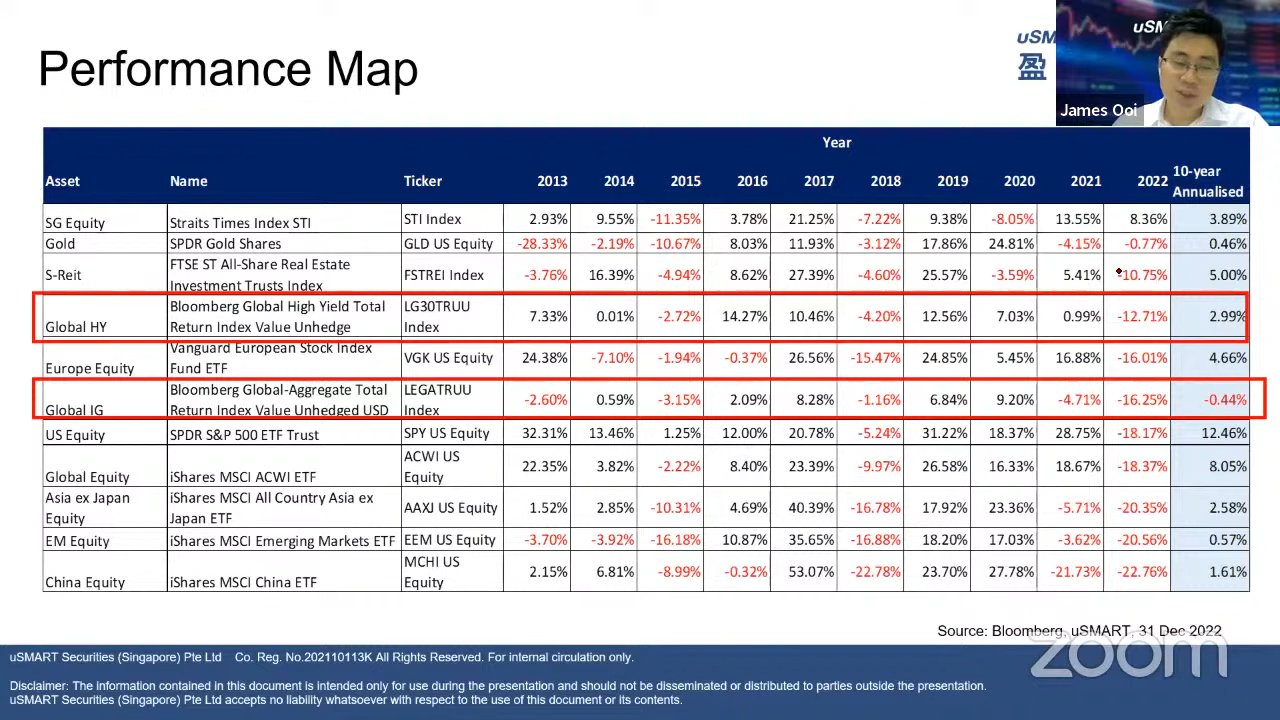 uSM
盈
uSM
James Ooi
Performance Map
Year
Asset Name Ticker 2013 2014 2015 2016 2017 2018 2019 2020 2021 2022 10-year Annualised
SG Equity Straits Times Index STI STI Index 2.93% 9.55% -11.35% 3.78% 21.25% -7.22% 9.38% -8.05% 13.55% 8.36% 3.89%
Gold SPDR Gold Shares GLD US Equity -28.33% -2.19% -10.67% 8.03% 11.93% -3.12% 17.86% 24.81% -4.15% -0.77% 0.46%
S-Reit FTSE ST All-Share Real Estate Investment Trusts Index FSTREI Index -3.76% 16.39% -4.94% 8.62% 27.39% -4.60% 25.57% -3.59% 5.41% -10.75% 5.00%
Global HY Bloomberg Global High Yield Total Return Index Value Unhedge LG30TRUU Index 7.33% 0.01% -2.72% 14.27% 10.46% -4.20% 12.56% 7.03% 0.99% -12.71% 2.99%
Europe Equity Vanguard European Stock Index Fund ETF VGK US Equity 24.38% -7.10% -1.94% -0.37% 26.56% -15.47% 24.85% 5.45% 16.88% -16.01% 4.66%
Global IG Bloomberg Global-Aggregate Total Return Index Value Unhedged USD LEGATRUU Index -2.60% 0.59% -3.15% 2.09% 8.28% -1.16% 6.84% 9.20% -4.71% -16.25% -0.44%
US Equity SPDR S&P 500 ETF Trust SPY US Equity 32.31% 13.46% 1.25% 12.00% 20.78% -5.24% 31.22% 18.37% 28.75% -18.17% 12.46%
Global Equity iShares MSCI ACWI ETF ACWI US Equity 22.35% 3.82% -2.22% 8.40% 23.39% -9.97% 26.58% 16.33% 18.67% -18.37% 8.05%
Asia ex Japan Equity iShares MSCI All Country Asia ex Japan ETF AAXJ US Equity 1.52% 2.85% -10.31% 4.69% 40.39% -16.78% 17.92% 23.36% -5.71% -20.35% 2.58%
EM Equity iShares MSCI Emerging Markets ETF EEM US Equity -3.70% -3.92% -16.18% 10.87% 35.65% -16.88% 18.20% 17.03% -3.62% -20.56% 0.57%
China Equity iShares MSCI China ETF MCHI US Equity 2.15% 6.81% -8.99% -0.32% 53.07% -22.78% 23.70% 27.78% -21.73% -22.76% 1.61%
Source: Bloomberg, uSMART, 31 Dec 2022
zoom
uSMART Securities (Singapore) Pte Ltd Co. Reg. No.202110113K All Rights Reserved. For internal circulation only.
Disclaimer: The information contained in this document is intended only for use during the presentation and should not be disseminated or distributed to parties outside the presentation.
uSMART Securities (Singapore) Pte Ltd accepts no liability whatsoever with respect to the use of this document or its contents.